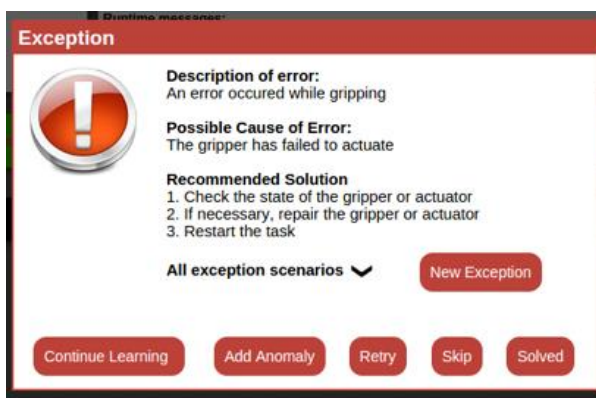 Runtime messages:
Exception
Description of error:
An error occured while gripping
Possible Cause of Error:
The gripper has failed to actuate
Recommended Solution
1. Check the state of the gripper or actuator
2. If necessary, repair the gripper or actuator
3. Restart the task
All exception scenarios
New Exception
Continue Learning
Add Anomaly
Retry
Skip
Solved